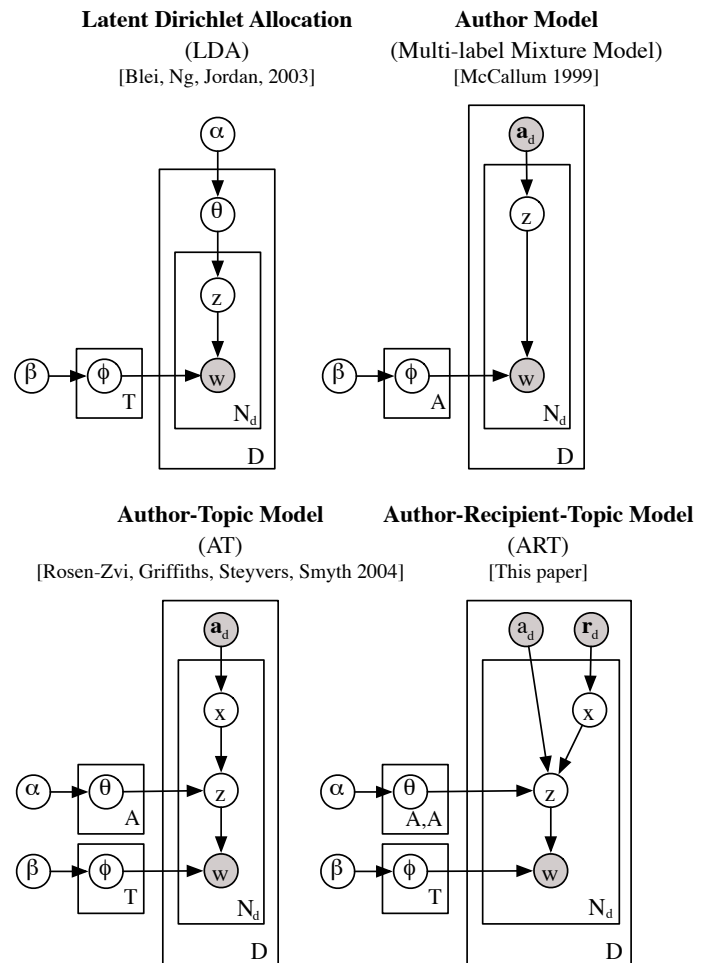 Latent Dirichlet Allocation
(LDA)
[Blei, Ng, Jordan, 2003]
α
θ
z
β
ϕ
w
T
N_d
D
Author Model
(Multi-label Mixture Model)
[McCallum 1999]
a_d
z
β
ϕ
w
A
N_d
D
Author-Topic Model
(AT)
[Rosen-Zvi, Griffiths, Steyvers, Smyth 2004]
a_d
x
α
θ
z
A
β
ϕ
w
T
N_d
D
Author-Recipient-Topic Model
(ART)
[This paper]
a_d
r_d
x
α
θ
z
A,A
β
ϕ
w
T
N_d
D